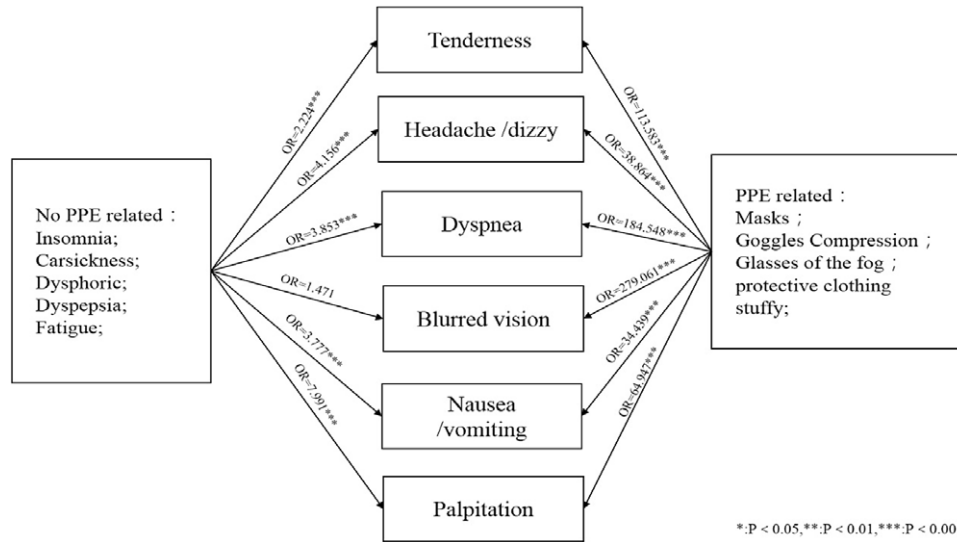 Tenderness
Headache /dizzy
Dyspnea
Blurred vision
Nausea
/vomiting
Palpitation
No PPE related：
Insomnia;
Carsickness;
Dysphoric;
Dyspepsia;
Fatigue;
OR=2.224***
OR=4.156***
OR=3.853***
OR=1.471
OR=3.777***
OR=7.991***
OR=113.583***
OR=38.864***
OR=184.548***
OR=279.061***
OR=34.439***
OR=64.947***
PPE related：
Masks；
Goggles Compression；
Glasses of the fog；
protective clothing
stuffy;
*:P < 0.05,**:P < 0.01,***:P < 0.00